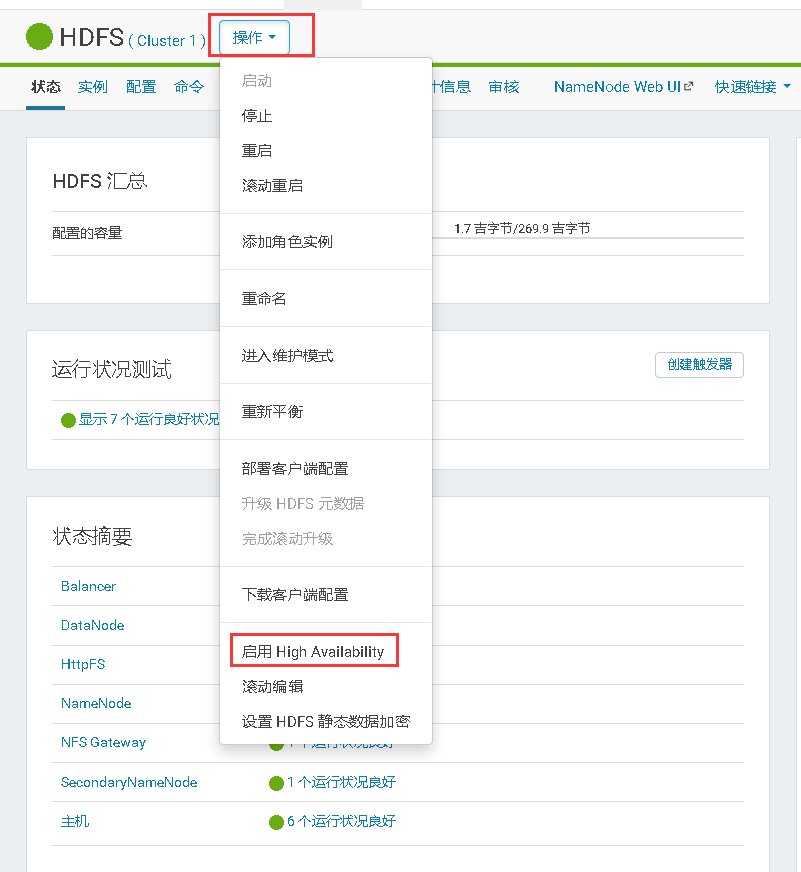 HDFS ( Cluster 1 ) 操作
状态 实例 配置 命令 计信息 审核 NameNode Web UI 快速链接
启动
停止
重启
滚动重启
添加角色实例
重命名
进入维护模式
重新平衡
部署客户端配置
升级 HDFS 元数据
完成滚动升级
下载客户端配置
启用 High Availability
滚动编辑
设置 HDFS 静态数据加密
HDFS 汇总
配置的容量 1.7 吉字节/269.9 吉字节
运行状况测试 创建触发器
显示 7 个运行良好状况
状态摘要
Balancer
DataNode
HttpFS
NameNode
NFS Gateway 1 个运行状况良好
SecondaryNameNode 1 个运行状况良好
主机 6 个运行状况良好